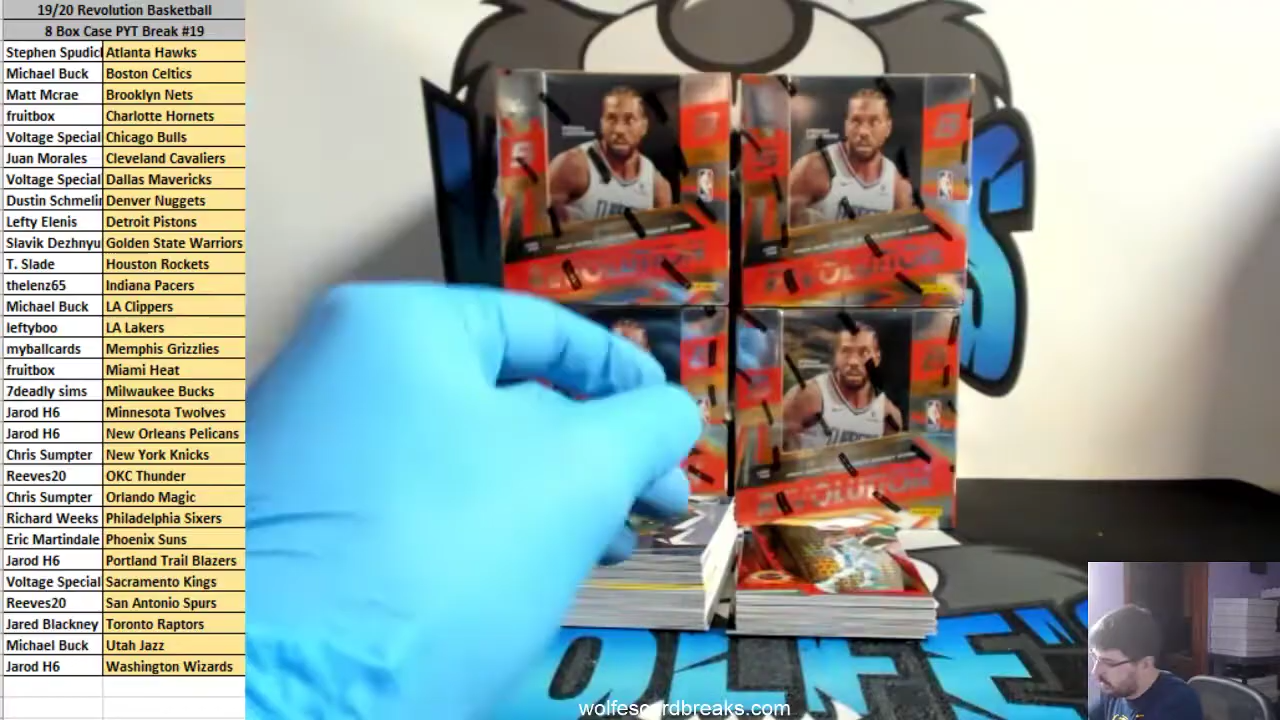 19/20 Revolution Basketball
8 Box Case PYT Break #19
Stephen Spudic Atlanta Hawks
Michael Buck Boston Celtics
Matt Mcrae Brooklyn Nets
fruitbox Charlotte Hornets
Voltage Special Chicago Bulls
Juan Morales Cleveland Cavaliers
Voltage Special Dallas Mavericks
Dustin Schmelin Denver Nuggets
Lefty Elenis Detroit Pistons
Slavik Dezhnyu Golden State Warriors
T. Slade Houston Rockets
thelenz65 Indiana Pacers
Michael Buck LA Clippers
leftyboo LA Lakers
myballcards Memphis Grizzlies
fruitbox Miami Heat
7deadly sims Milwaukee Bucks
Jarod H6 Minnesota Twolves
Jarod H6 New Orleans Pelicans
Chris Sumpter New York Knicks
Reeves20 OKC Thunder
Chris Sumpter Orlando Magic
Richard Weeks Philadelphia Sixers
Eric Martindale Phoenix Suns
Jarod H6 Portland Trail Blazers
Voltage Special Sacramento Kings
Reeves20 San Antonio Spurs
Jared Blackney Toronto Raptors
Michael Buck Utah Jazz
Jarod H6 Washington Wizards
REVOLUTION
REVOLUTION
REVOLUTION
wolfescardbreaks.com